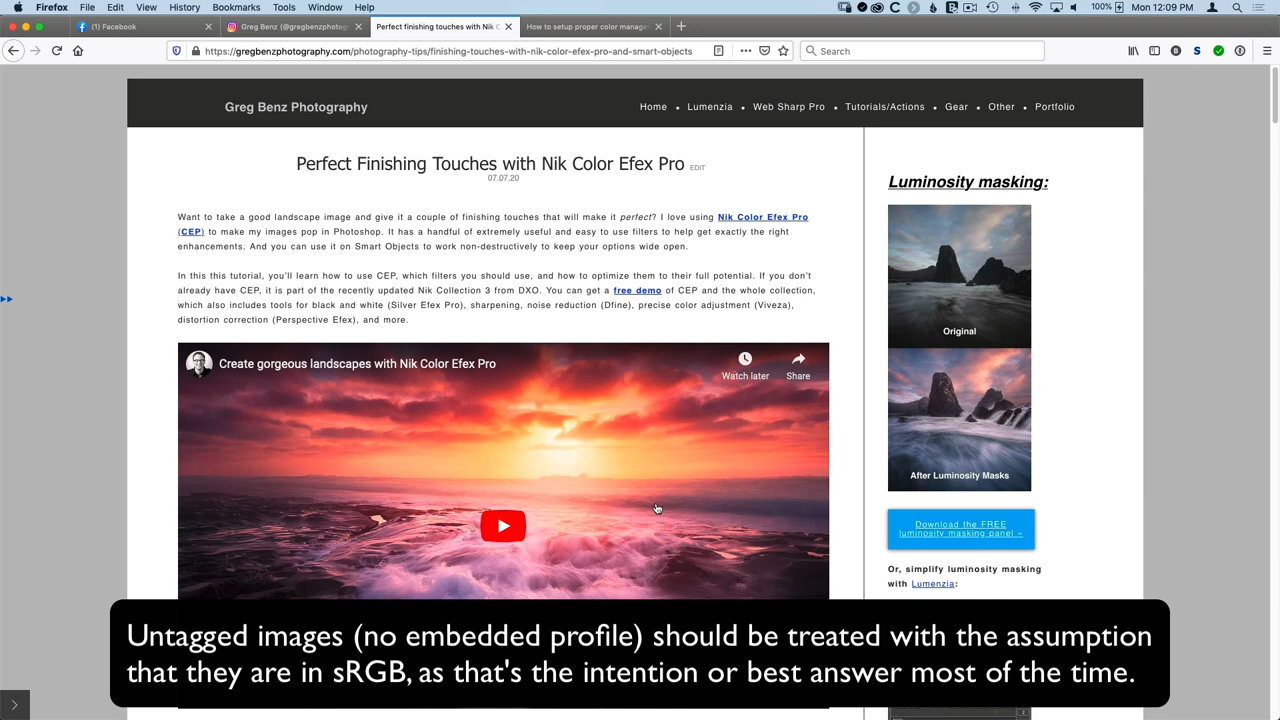 Firefox File Edit View History Bookmarks Tools Window Help
100% Mon 12:09 PM
(1) Facebook
Greg Benz (@gregbenzphotograp
Perfect finishing touches with Nik C
How to setup proper color manage
https://gregbenzphotography.com/photography-tips/finishing-touches-with-nik-color-efex-pro-and-smart-objects
Search
Greg Benz Photography
Home • Lumenzia • Web Sharp Pro • Tutorials/Actions • Gear • Other • Portfolio
Perfect Finishing Touches with Nik Color Efex Pro EDIT
07.07.20
Want to take a good landscape image and give it a couple of finishing touches that will make it perfect? I love using Nik Color Efex Pro
(CEP) to make my images pop in Photoshop. It has a handful of extremely useful and easy to use filters to help get exactly the right
enhancements. And you can use it on Smart Objects to work non-destructively to keep your options wide open.
In this this tutorial, you'll learn how to use CEP, which filters you should use, and how to optimize them to their full potential. If you don't
already have CEP, it is part of the recently updated Nik Collection 3 from DXO. You can get a free demo of CEP and the whole collection,
which also includes tools for black and white (Silver Efex Pro), sharpening, noise reduction (Dfine), precise color adjustment (Viveza),
distortion correction (Perspective Efex), and more.
Create gorgeous landscapes with Nik Color Efex Pro
Watch later
Share
Luminosity masking:
Original
After Luminosity Masks
Download the FREE
luminosity masking panel »
Or, simplify luminosity masking
with Lumenzia:
Untagged images (no embedded profile) should be treated with the assumption
that they are in sRGB, as that's the intention or best answer most of the time.